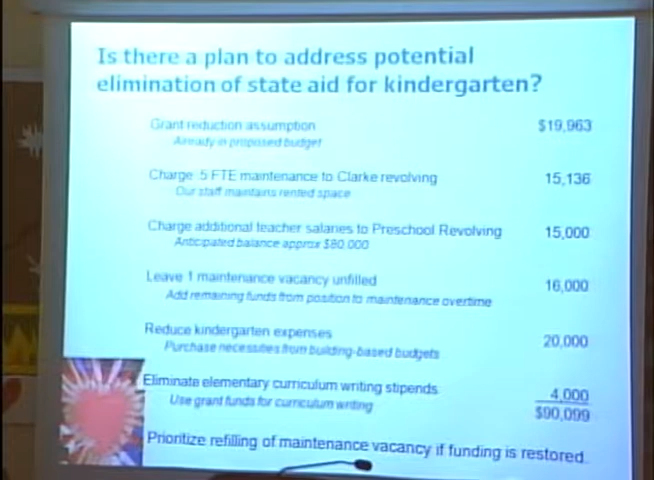 Is there a plan to address potential
elimination of state aid for kindergarten?
Grant reduction assumption $19,963
Already in proposed budget
Charge .5 FTE maintenance to Clarke revolving 15,136
Our staff maintains rented space
Charge additional teacher salaries to Preschool Revolving 15,000
Anticipated balance approx $80,000
Leave 1 maintenance vacancy unfilled 16,000
Add remaining funds from position to maintenance overtime
Reduce kindergarten expenses 20,000
Purchase necessities from building-based budgets
Eliminate elementary curriculum writing stipends 4,000
Use grant funds for curriculum writing $90,099
Prioritize refilling of maintenance vacancy if funding is restored.